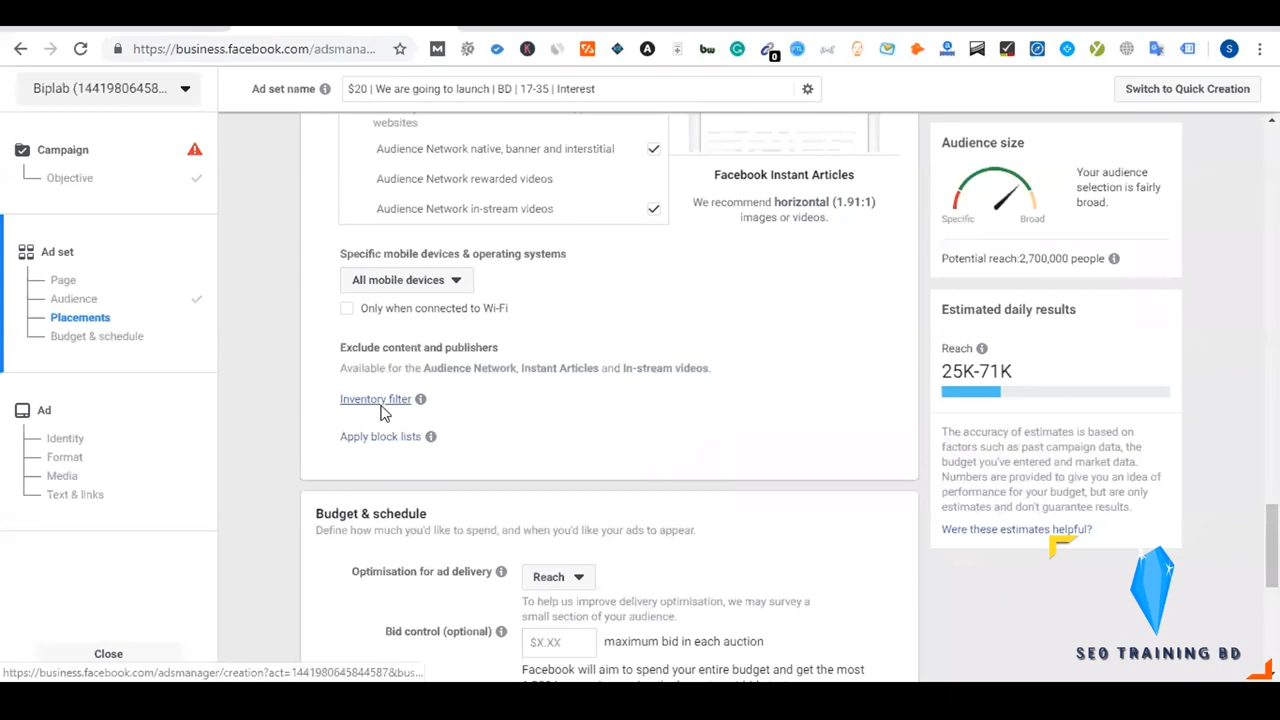 https://business.facebook.com/adsmana...
Biplab (14419806458...
Ad set name
$20 | We are going to launch | BD | 17-35 | Interest
Switch to Quick Creation
Campaign
Objective
Ad set
Page
Audience
Placements
Budget & schedule
Ad
Identity
Format
Media
Text & links
Close
websites
Audience Network native, banner and interstitial
Audience Network rewarded videos
Audience Network in-stream videos
Facebook Instant Articles
We recommend horizontal (1.91:1)
images or videos.
Specific mobile devices & operating systems
All mobile devices
Only when connected to Wi-Fi
Exclude content and publishers
Available for the Audience Network, Instant Articles and In-stream videos.
Inventory filter
Apply block lists
Budget & schedule
Define how much you'd like to spend, and when you'd like your ads to appear.
Optimisation for ad delivery
Reach
To help us improve delivery optimisation, we may survey a
small section of your audience.
Bid control (optional)
$X.XX
maximum bid in each auction
Facebook will aim to spend your entire budget and get the most
Audience size
Your audience
selection is fairly
broad.
Specific
Broad
Potential reach:2,700,000 people
Estimated daily results
Reach
25K-71K
The accuracy of estimates is based on
factors such as past campaign data, the
budget you've entered and market data.
Numbers are provided to give you an idea of
performance for your budget, but are only
estimates and don't guarantee results.
Were these estimates helpful?
SEO TRAINING BD
https://business.facebook.com/adsmanager/creation?act=1441980645844587&bus...